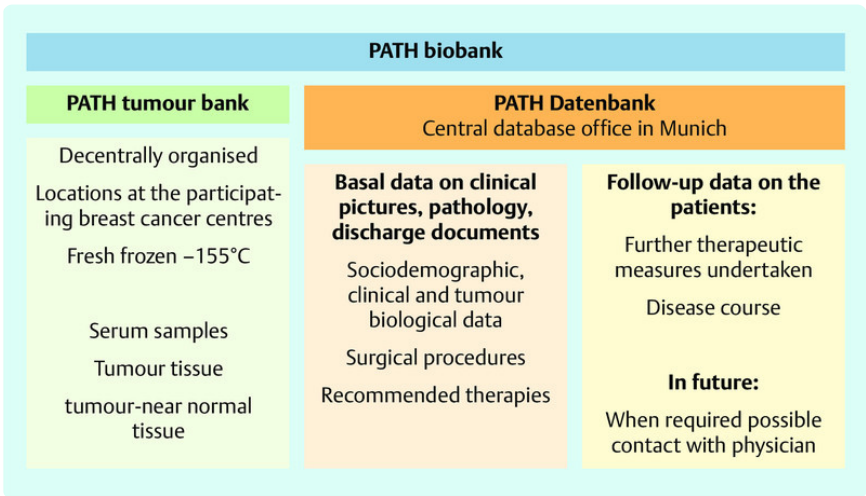 PATH biobank
PATH tumour bank
Decentrally organised
Locations at the participat-
ing breast cancer centres
Fresh frozen –155°C
Serum samples
Tumour tissue
tumour-near normal
tissue
PATH Datenbank
Central database office in Munich
Basal data on clinical
pictures, pathology,
discharge documents
Sociodemographic,
clinical and tumour
biological data
Surgical procedures
Recommended therapies
Follow-up data on the
patients:
Further therapeutic
measures undertaken
Disease course
In future:
When required possible
contact with physician